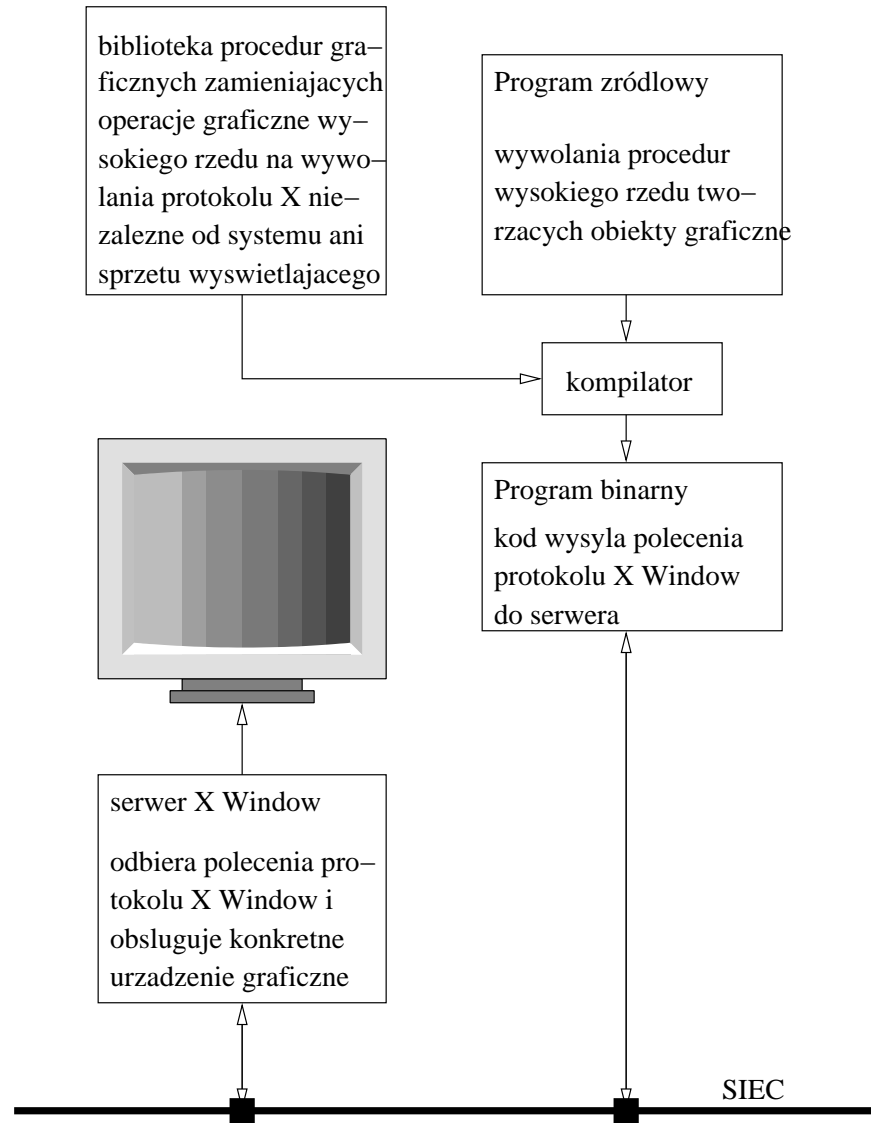 biblioteka procedur gra–
ficznych zamieniajacych
operacje graficzne wy–
sokiego rzedu na wywo–
lania protokolu X nie–
zalezne od systemu ani
sprzetu wyswietlajacego
Program zródlowy
wywolania procedur
wysokiego rzedu two–
rzacych obiekty graficzne
kompilator
Program binarny
kod wysyla polecenia
protokolu X Window
do serwera
serwer X Window
odbiera polecenia pro–
tokolu X Window i
obsluguje konkretne
urzadzenie graficzne
SIEC